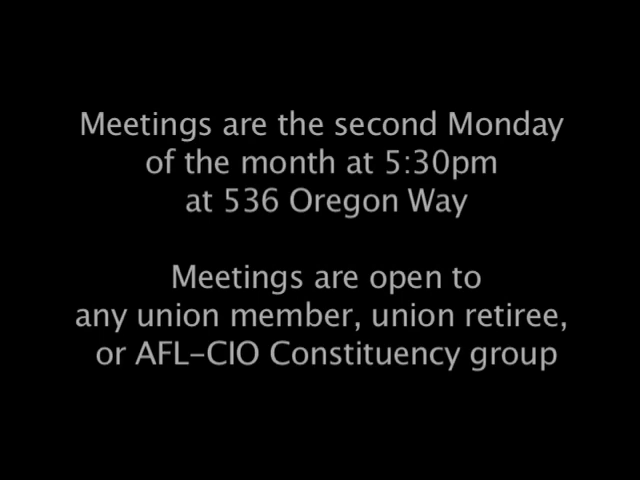 Meetings are the second Monday
of the month at 5:30pm
at 536 Oregon Way
Meetings are open to
any union member, union retiree,
or AFL-CIO Constituency group